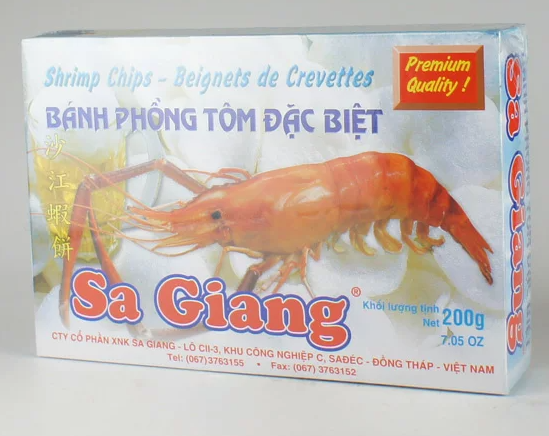 Shrimp Chips - Beignets de Crevettes
Premium
Quality !
BÁNH PHỒNG TÔM ĐẶC BIỆT
沙江蝦餅
Sa Giang®
Khối lượng tịnh
Net 200g
7.05 OZ
CTY CỔ PHẦN XNK SA GIANG - LÔ CII-3, KHU CÔNG NGHIỆP C, SAĐÉC - ĐỒNG THÁP - VIỆT NAM
Tel: (067)3763155 • Fax: (067) 3763152
Sa Giang